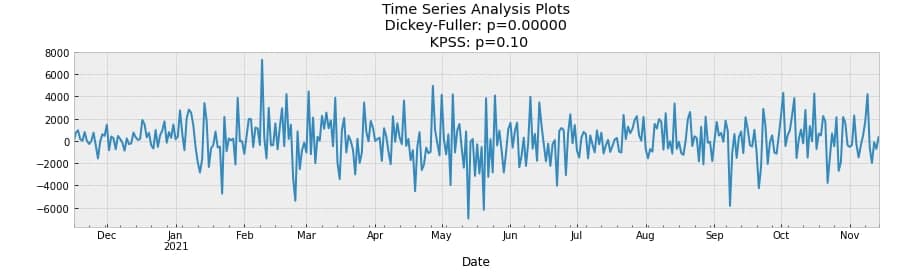 Time Series Analysis Plots
Dickey-Fuller: p=0.00000
KPSS: p=0.10
8000
6000
4000
2000
0
−2000
−4000
−6000
Dec Jan Feb Mar Apr May Jun Jul Aug Sep Oct Nov
2021
Date